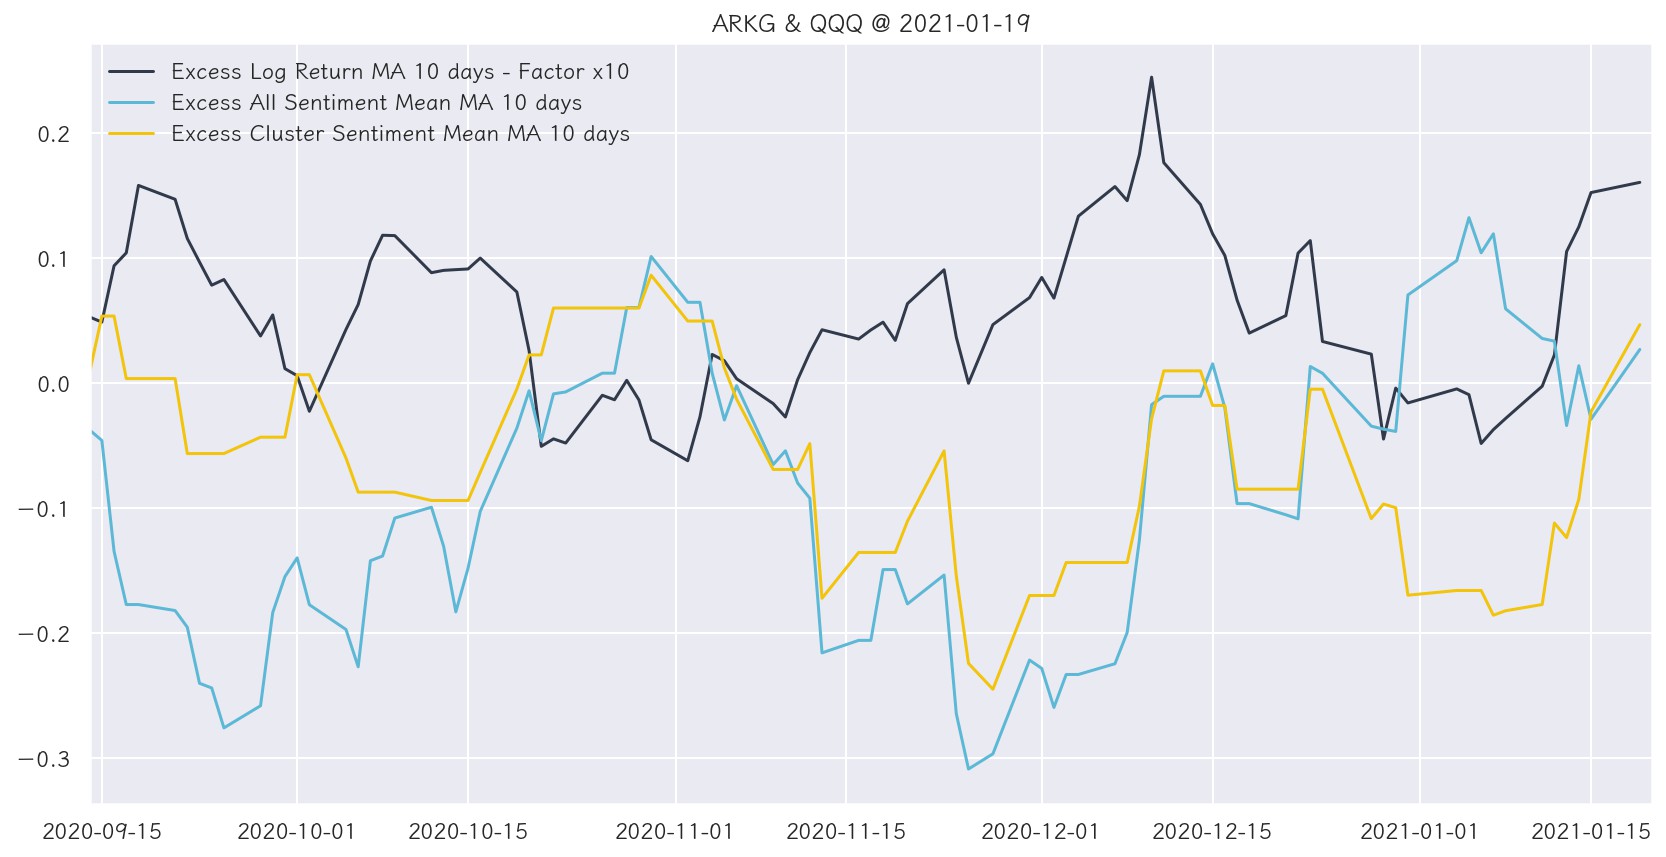 ARKG & QQQ @ 2021-01-19
Excess Log Return MA 10 days - Factor x10
Excess All Sentiment Mean MA 10 days
Excess Cluster Sentiment Mean MA 10 days
0.2
0.1
0.0
−0.1
−0.2
−0.3
2020-09-15 2020-10-01 2020-10-15 2020-11-01 2020-11-15 2020-12-01 2020-12-15 2021-01-01 2021-01-15